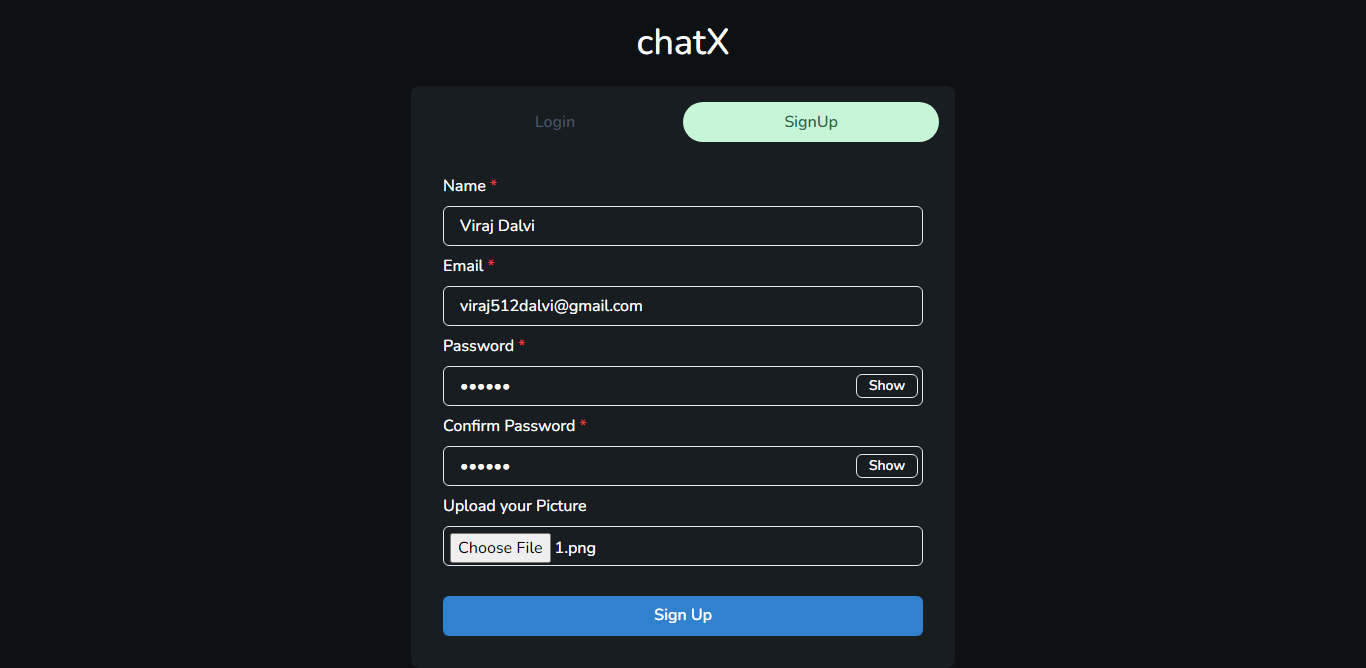 chatX
Login SignUp
Name *
Viraj Dalvi
Email *
viraj512dalvi@gmail.com
Password *
•••••• Show
Confirm Password *
•••••• Show
Upload your Picture
Choose File 1.png
Sign Up